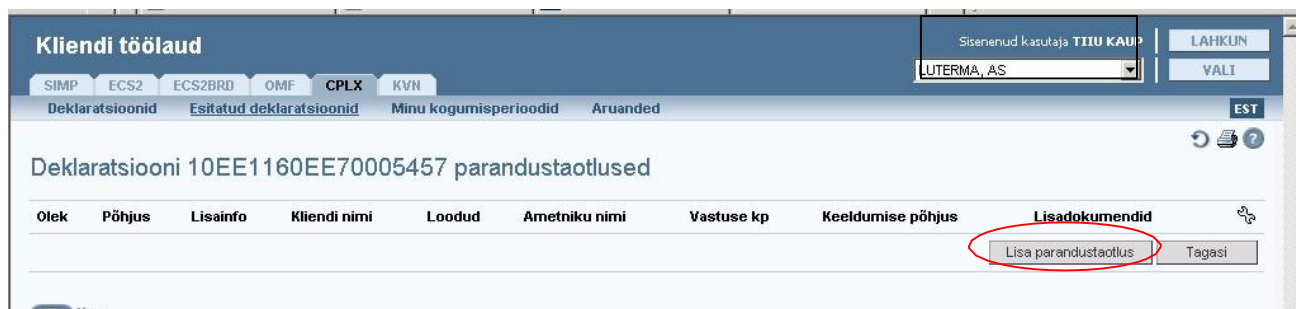 Kliendi töölaud
Sisenenud kasutaja TIIU KAUP
LAHKUN
LUTERMA, AS
VALI
SIMP ECS2 ECS2BRD OMF CPLX KVN
Deklaratsioonid Esitatud deklaratsioonid Minu kogumisperioodid Aruanded
EST
Deklaratsiooni 10EE1160EE70005457 parandustaotlused
Olek Põhjus Lisainfo Kliendi nimi Loodud Ametniku nimi Vastuse kp Keeldumise põhjus Lisadokumendid
Lisa parandustaotlus Tagasi